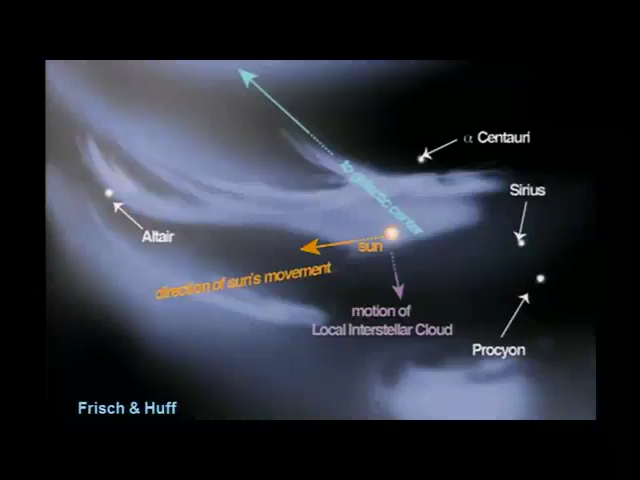 α Centauri
to galactic center
Sirius
Altair
sun
direction of sun's movement
motion of
Local Interstellar Cloud
Procyon
Frisch & Huff